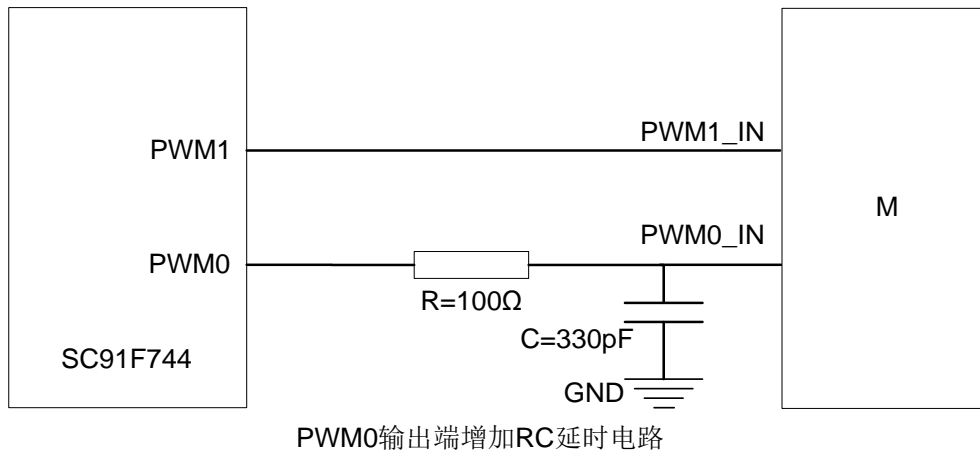 PWM1
PWM1_IN
M
PWM0
PWM0_IN
R=100Ω
C=330pF
SC91F744
GND
PWM0输出端增加RC延时电路